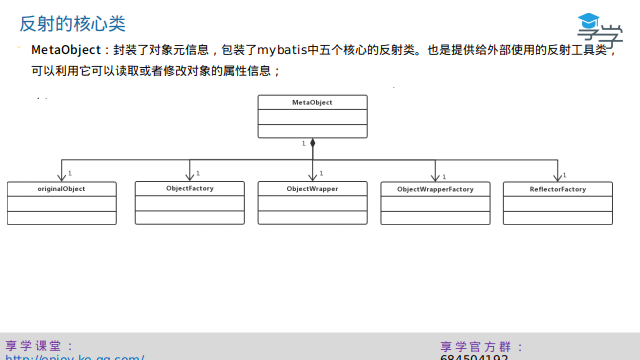 反射的核心类
享学
MetaObject：封装了对象元信息，包装了mybatis中五个核心的反射类。也是提供给外部使用的反射工具类，
可以利用它可以读取或者修改对象的属性信息；
MetaObject
1
1 1 1 1 1
originalObject ObjectFactory ObjectWrapper ObjectWrapperFactory ReflectorFactory
享学课堂： 享学官方群：
http://enjoy.ke.qq.com/ 684504192